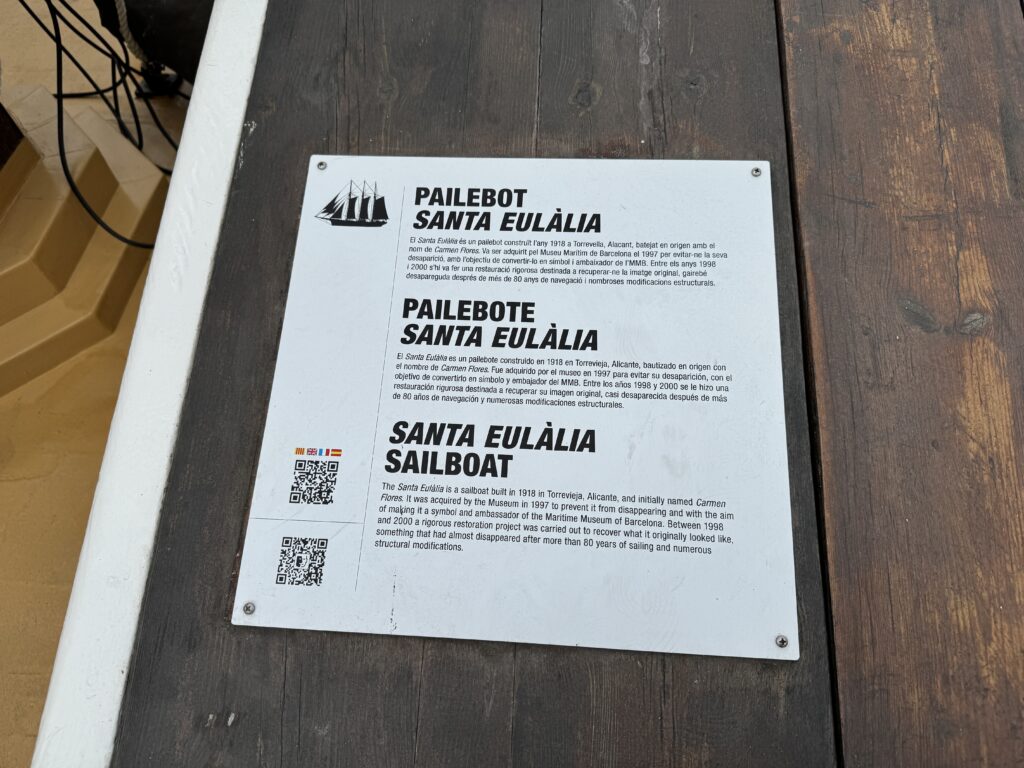 PAILEBOT
SANTA EULÀLIA
El Santa Eulàlia és un pailebot construït l'any 1918 a Torrevella, Alacant, batejat en origen amb el
nom de Carmen Flores. Va ser adquirit pel Museu Marítim de Barcelona el 1997 per evitar-ne la seva
desaparició, amb l'objectiu de convertir-lo en símbol i ambaixador de l'MMB. Entre els anys 1998
i 2000 s'hi va fer una restauració rigorosa destinada a recuperar-ne la imatge original, gairebé
desapareguda després de més de 80 anys de navegació i nombroses modificacions estructurals.
PAILEBOTE
SANTA EULÀLIA
El Santa Eulàlia es un pailebote construido en 1918 en Torrevieja, Alicante, bautizado en origen con
el nombre de Carmen Flores. Fue adquirido por el museo en 1997 para evitar su desaparición, con el
objetivo de convertirlo en símbolo y embajador del MMB. Entre los años 1998 y 2000 se le hizo una
restauración rigurosa destinada a recuperar su imagen original, casi desaparecida después de más
de 80 años de navegación y numerosas modificaciones estructurales.
SANTA EULÀLIA
SAILBOAT
The Santa Eulàlia is a sailboat built in 1918 in Torrevieja, Alicante, and initially named Carmen
Flores. It was acquired by the Museum in 1997 to prevent it from disappearing and with the aim
of making it a symbol and ambassador of the Maritime Museum of Barcelona. Between 1998
and 2000 a rigorous restoration project was carried out to recover what it originally looked like,
something that had almost disappeared after more than 80 years of sailing and numerous
structural modifications.